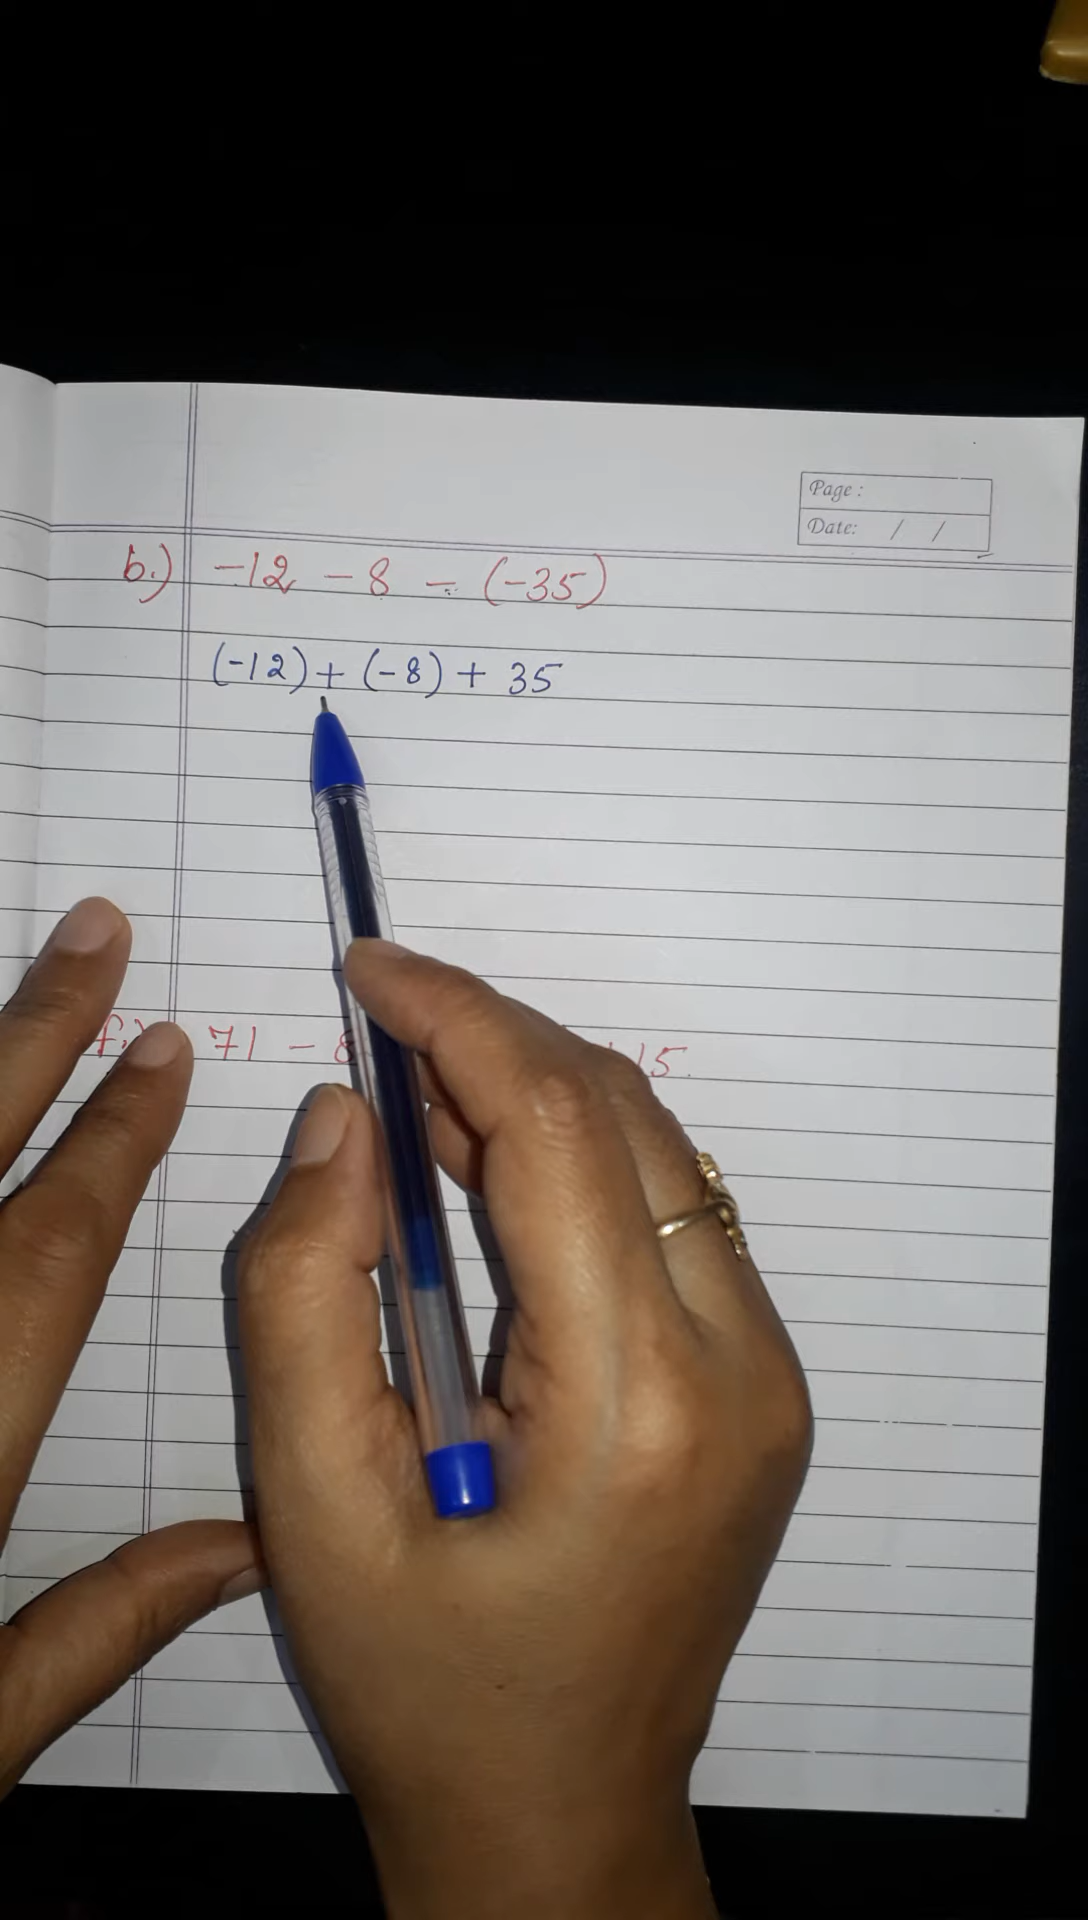 Page :
Date: / /
b.) -12 - 8 - (-35)
(-12) + (-8) + 35
f.) 71 - 8 15.